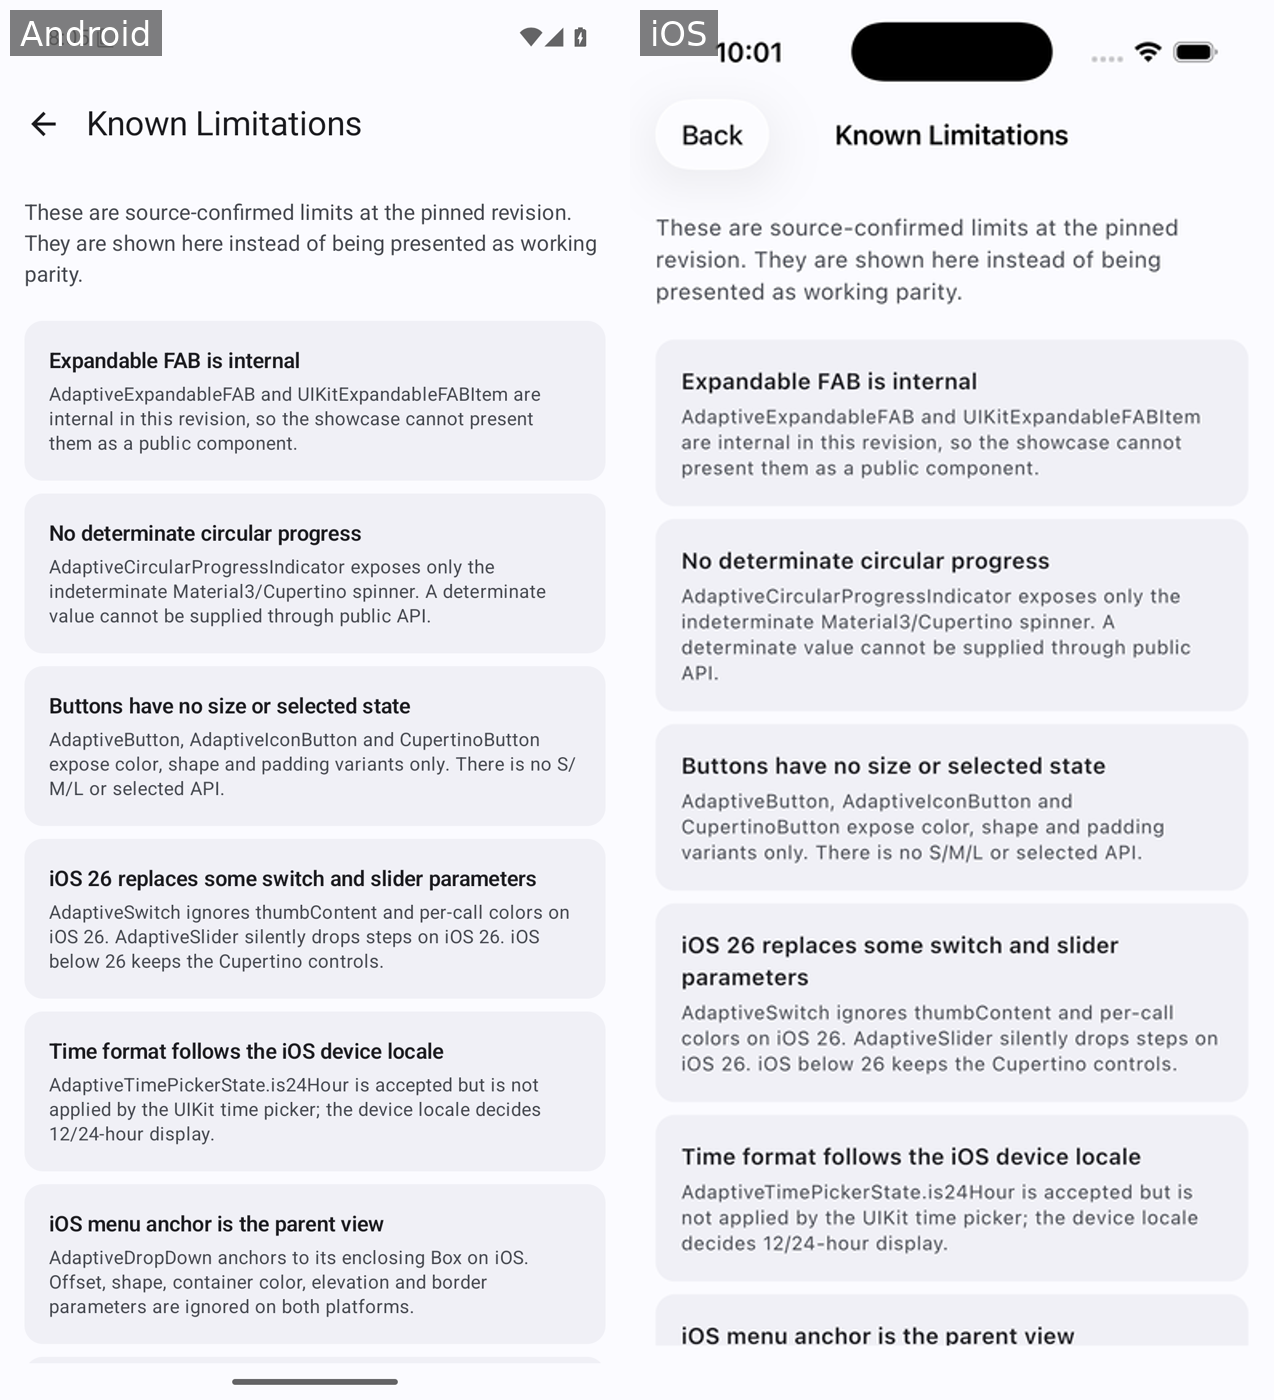 Android
Known Limitations
These are source-confirmed limits at the pinned revision.
They are shown here instead of being presented as working
parity.
Expandable FAB is internal
AdaptiveExpandableFAB and UIKitExpandableFABItem are
internal in this revision, so the showcase cannot present
them as a public component.
No determinate circular progress
AdaptiveCircularProgressIndicator exposes only the
indeterminate Material3/Cupertino spinner. A determinate
value cannot be supplied through public API.
Buttons have no size or selected state
AdaptiveButton, AdaptiveIconButton and CupertinoButton
expose color, shape and padding variants only. There is no S/
M/L or selected API.
iOS 26 replaces some switch and slider parameters
AdaptiveSwitch ignores thumbContent and per-call colors on
iOS 26. AdaptiveSlider silently drops steps on iOS 26. iOS
below 26 keeps the Cupertino controls.
Time format follows the iOS device locale
AdaptiveTimePickerState.is24Hour is accepted but is not
applied by the UIKit time picker; the device locale decides
12/24-hour display.
iOS menu anchor is the parent view
AdaptiveDropDown anchors to its enclosing Box on iOS.
Offset, shape, container color, elevation and border
parameters are ignored on both platforms.
iOS
10:01
Back
Known Limitations
These are source-confirmed limits at the pinned
revision. They are shown here instead of being
presented as working parity.
Expandable FAB is internal
AdaptiveExpandableFAB and UIKitExpandableFABItem
are internal in this revision, so the showcase cannot
present them as a public component.
No determinate circular progress
AdaptiveCircularProgressIndicator exposes only the
indeterminate Material3/Cupertino spinner. A
determinate value cannot be supplied through public
API.
Buttons have no size or selected state
AdaptiveButton, AdaptiveIconButton and
CupertinoButton expose color, shape and padding
variants only. There is no S/M/L or selected API.
iOS 26 replaces some switch and slider
parameters
AdaptiveSwitch ignores thumbContent and per-call
colors on iOS 26. AdaptiveSlider silently drops steps on
iOS 26. iOS below 26 keeps the Cupertino controls.
Time format follows the iOS device locale
AdaptiveTimePickerState.is24Hour is accepted but is
not applied by the UIKit time picker; the device locale
decides 12/24-hour display.
iOS menu anchor is the parent view